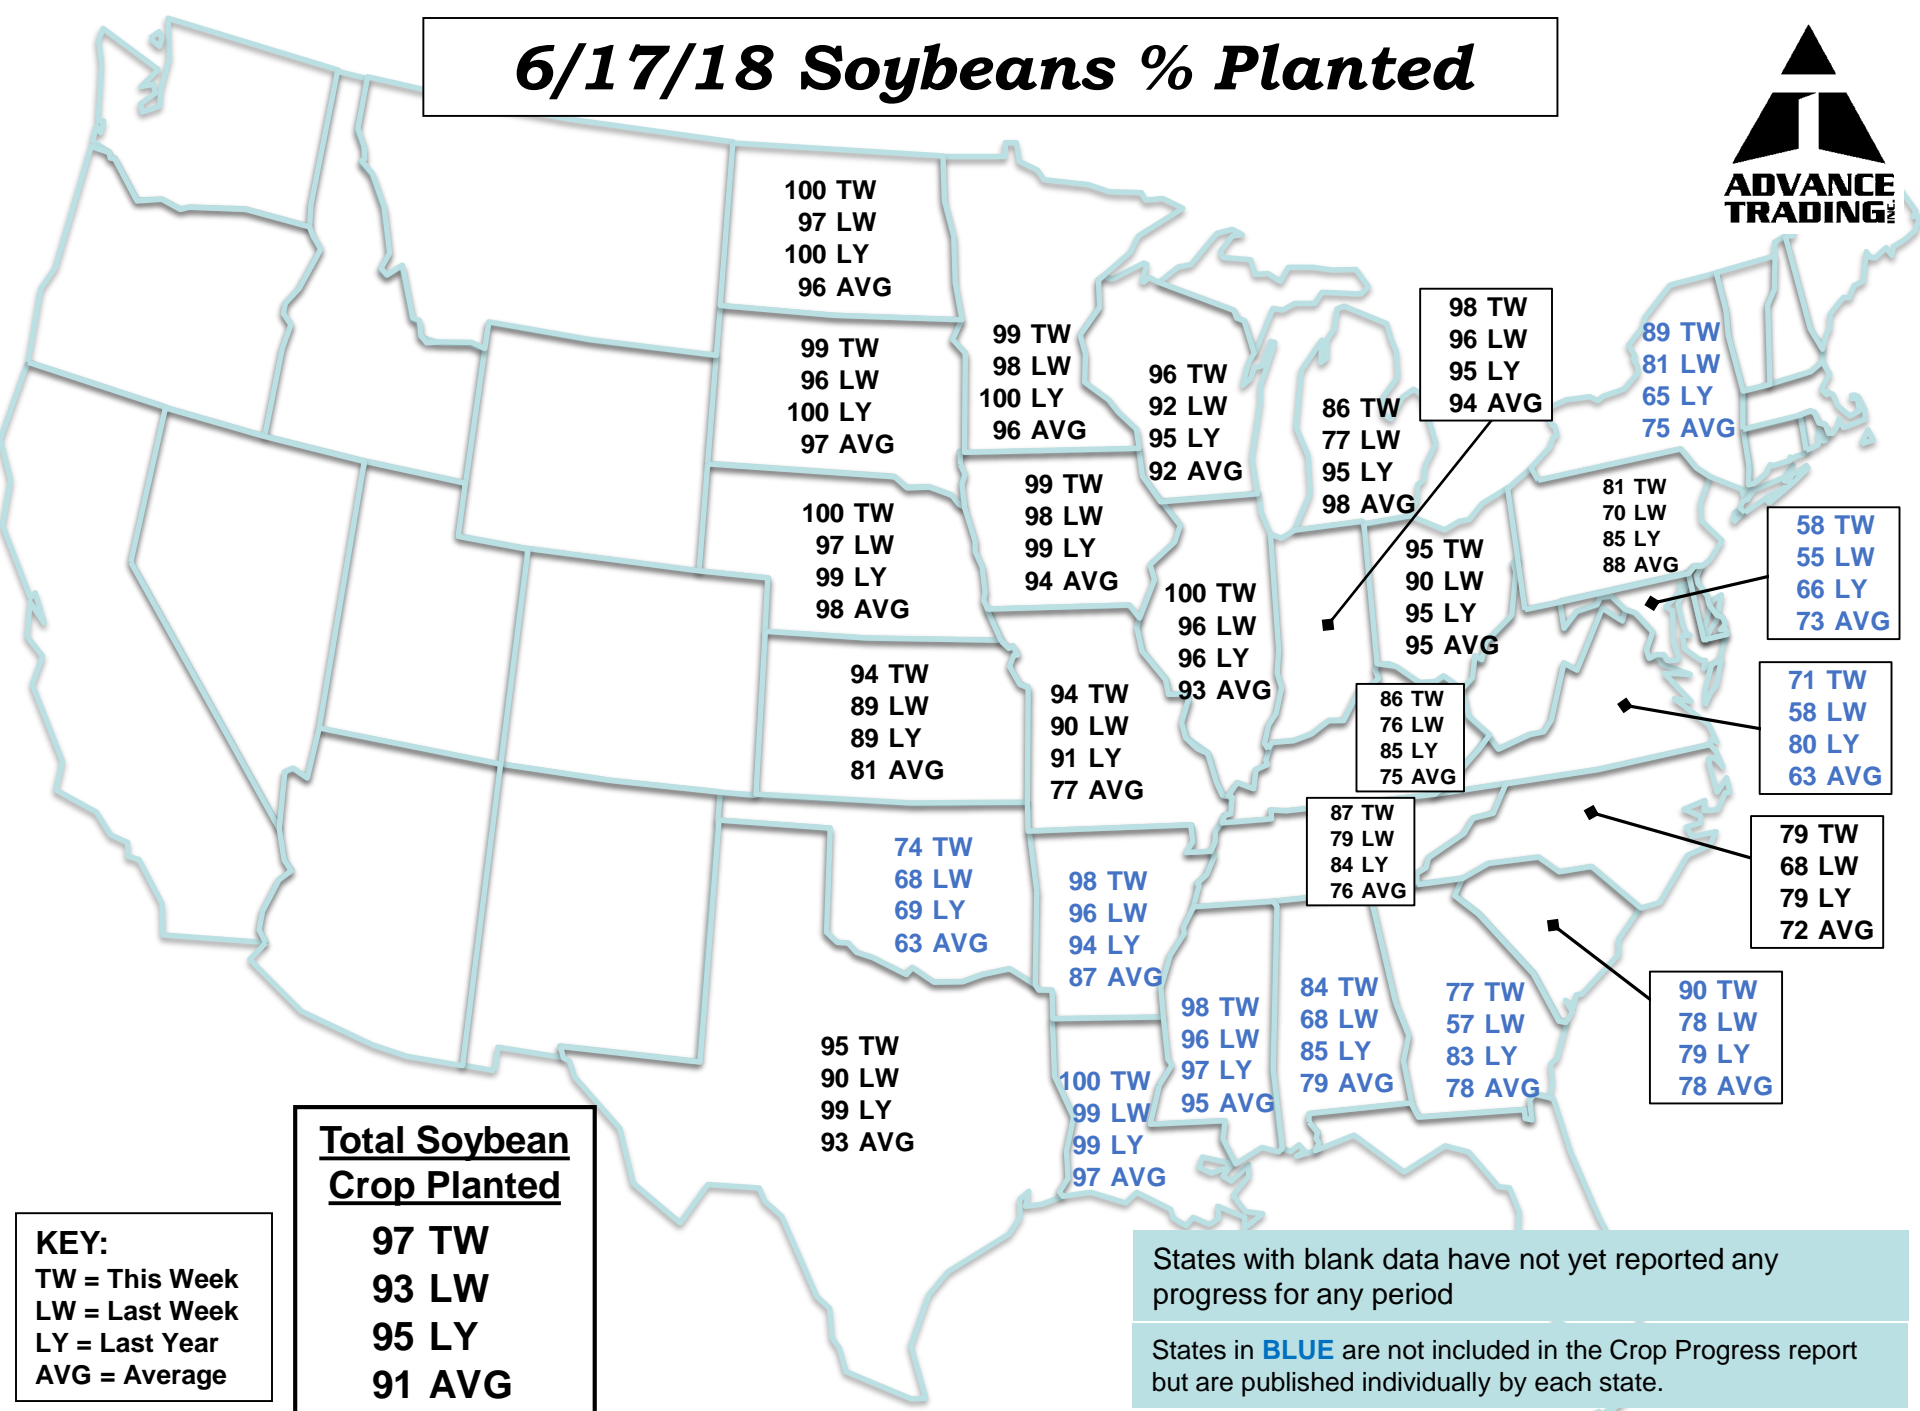 6/17/18 Soybeans % Planted
ADVANCE
TRADING INC.
100 TW
97 LW
100 LY
96 AVG
99 TW
96 LW
100 LY
97 AVG
99 TW
98 LW
100 LY
96 AVG
96 TW
92 LW
95 LY
92 AVG
86 TW
77 LW
95 LY
98 AVG
98 TW
96 LW
95 LY
94 AVG
89 TW
81 LW
65 LY
75 AVG
100 TW
97 LW
99 LY
98 AVG
99 TW
98 LW
99 LY
94 AVG
100 TW
96 LW
96 LY
93 AVG
95 TW
90 LW
95 LY
95 AVG
81 TW
70 LW
85 LY
88 AVG
58 TW
55 LW
66 LY
73 AVG
94 TW
89 LW
89 LY
81 AVG
94 TW
90 LW
91 LY
77 AVG
86 TW
76 LW
85 LY
75 AVG
71 TW
58 LW
80 LY
63 AVG
74 TW
68 LW
69 LY
63 AVG
98 TW
96 LW
94 LY
87 AVG
87 TW
79 LW
84 LY
76 AVG
79 TW
68 LW
79 LY
72 AVG
95 TW
90 LW
99 LY
93 AVG
100 TW
99 LW
99 LY
97 AVG
98 TW
96 LW
97 LY
95 AVG
84 TW
68 LW
85 LY
79 AVG
77 TW
57 LW
83 LY
78 AVG
90 TW
78 LW
79 LY
78 AVG
KEY:
TW = This Week
LW = Last Week
LY = Last Year
AVG = Average
Total Soybean
Crop Planted
97 TW
93 LW
95 LY
91 AVG
States with blank data have not yet reported any
progress for any period
States in BLUE are not included in the Crop Progress report
but are published individually by each state.